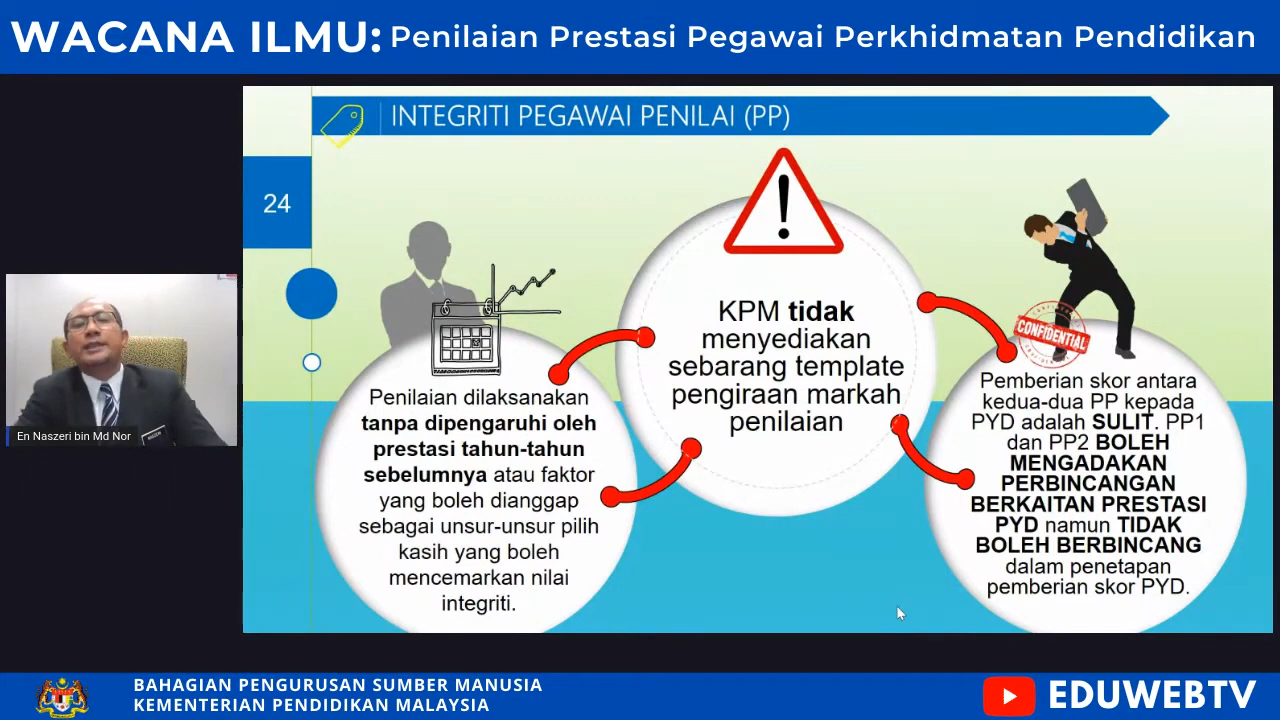 WACANA ILMU: Penilaian Prestasi Pegawai Perkhidmatan Pendidikan
INTEGRITI PEGAWAI PENILAI (PP)
24
Penilaian dilaksanakan
tanpa dipengaruhi oleh
prestasi tahun-tahun
sebelumnya atau faktor
yang boleh dianggap
sebagai unsur-unsur pilih
kasih yang boleh
mencemarkan nilai
integriti.
!
KPM tidak
menyediakan
sebarang template
pengiraan markah
penilaian
CONFIDENTIAL
Pemberian skor antara
kedua-dua PP kepada
PYD adalah SULIT. PP1
dan PP2 BOLEH
MENGADAKAN
PERBINCANGAN
BERKAITAN PRESTASI
PYD namun TIDAK
BOLEH BERBINCANG
dalam penetapan
pemberian skor PYD.
En Naszeri bin Md Nor
BAHAGIAN PENGURUSAN SUMBER MANUSIA
KEMENTERIAN PENDIDIKAN MALAYSIA
EDUWEBTV